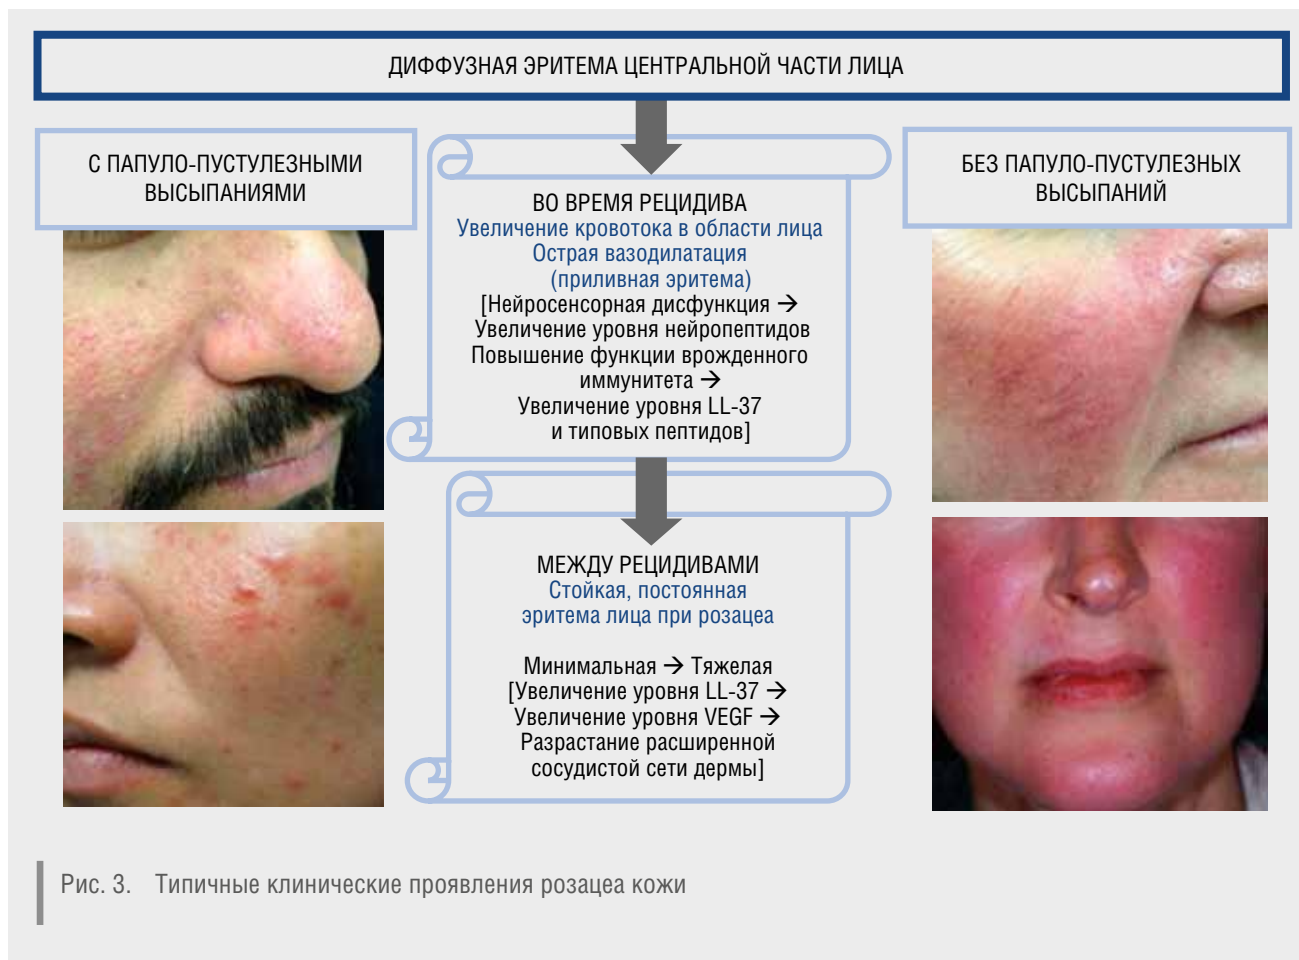 ДИФФУЗНАЯ ЭРИТЕМА ЦЕНТРАЛЬНОЙ ЧАСТИ ЛИЦА
С ПАПУЛО-ПУСТУЛЕЗНЫМИ
ВЫСЫПАНИЯМИ
ВО ВРЕМЯ РЕЦИДИВА
Увеличение кровотока в области лица
Острая вазодилатация
(приливная эритема)
[Нейросенсорная дисфункция →
Увеличение уровня нейропептидов
Повышение функции врожденного
иммунитета →
Увеличение уровня LL-37
и типовых пептидов]
МЕЖДУ РЕЦИДИВАМИ
Стойкая, постоянная
эритема лица при розацеа
Минимальная → Тяжелая
[Увеличение уровня LL-37 →
Увеличение уровня VEGF →
Разрастание расширенной
сосудистой сети дермы]
БЕЗ ПАПУЛО-ПУСТУЛЕЗНЫХ
ВЫСЫПАНИЙ
Рис. 3. Типичные клинические проявления розацеа кожи